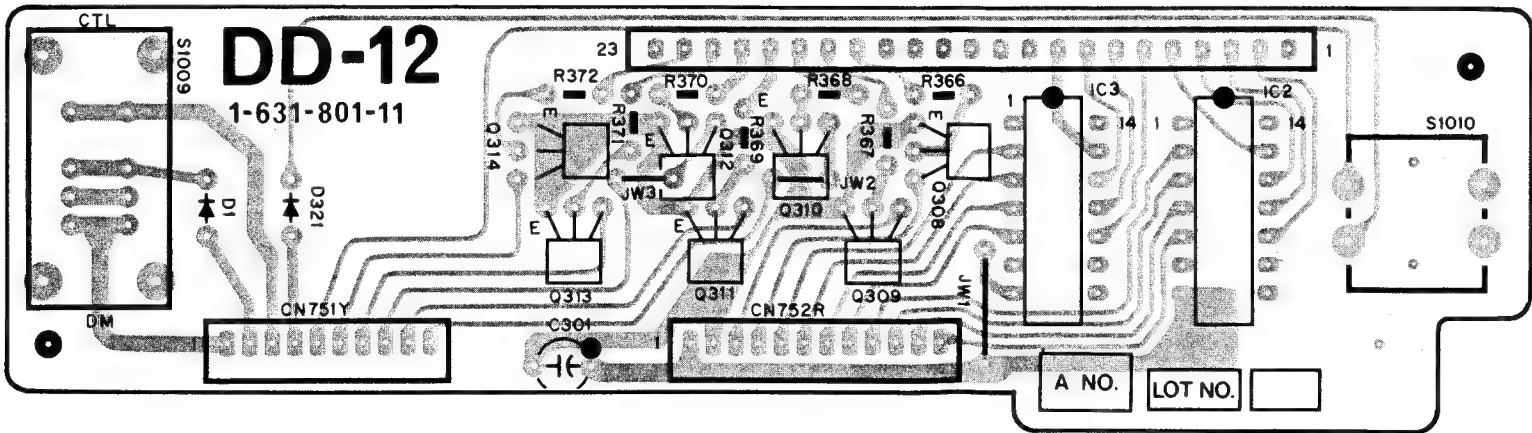 CTL
S1009
DD-12
1-631-801-11
23
1
R372
R370
R368
R366
E
R371
E
Q312
R369
E
R367
E
Q314
JW3
Q310
JW2
Q308
1
IC3
14
1
IC2
14
S1010
D1
D321
E
Q313
E
Q311
Q309
JW1
DM
CN751Y
1
C301
1
CN752R
A NO.
LOT NO.